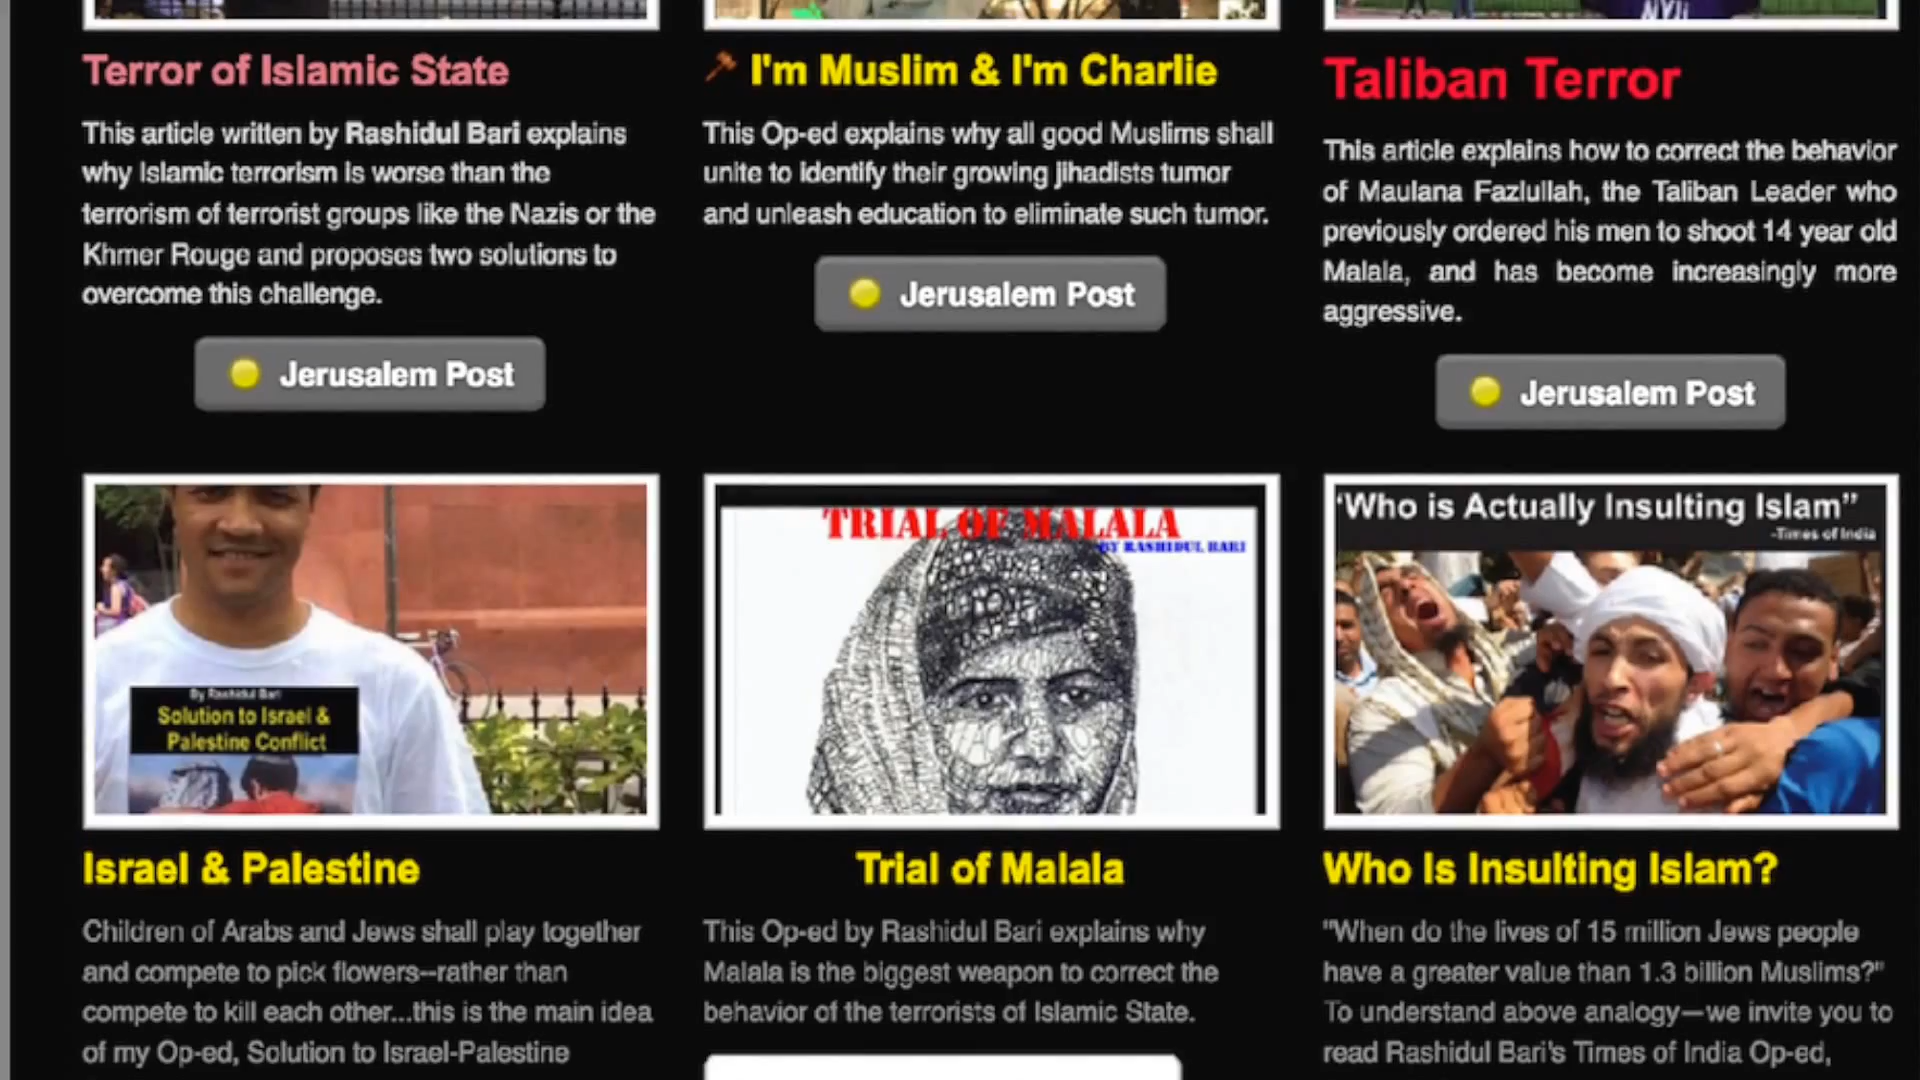 NYU
Terror of Islamic State
This article written by Rashidul Bari explains
why Islamic terrorism is worse than the
terrorism of terrorist groups like the Nazis or the
Khmer Rouge and proposes two solutions to
overcome this challenge.
Jerusalem Post
I'm Muslim & I'm Charlie
This Op-ed explains why all good Muslims shall
unite to identify their growing jihadists tumor
and unleash education to eliminate such tumor.
Jerusalem Post
Taliban Terror
This article explains how to correct the behavior
of Maulana Fazlullah, the Taliban Leader who
previously ordered his men to shoot 14 year old
Malala, and has become increasingly more
aggressive.
Jerusalem Post
By Rashidul Bari
Solution to Israel &
Palestine Conflict
Israel & Palestine
Children of Arabs and Jews shall play together
and compete to pick flowers--rather than
compete to kill each other...this is the main idea
of my Op-ed, Solution to Israel-Palestine
TRIAL OF MALALA
BY RASHIDUL BARI
Trial of Malala
This Op-ed by Rashidul Bari explains why
Malala is the biggest weapon to correct the
behavior of the terrorists of Islamic State.
‘Who is Actually Insulting Islam”
-Times of India
Who Is Insulting Islam?
"When do the lives of 15 million Jews people
have a greater value than 1.3 billion Muslims?"
To understand above analogy—we invite you to
read Rashidul Bari's Times of India Op-ed,